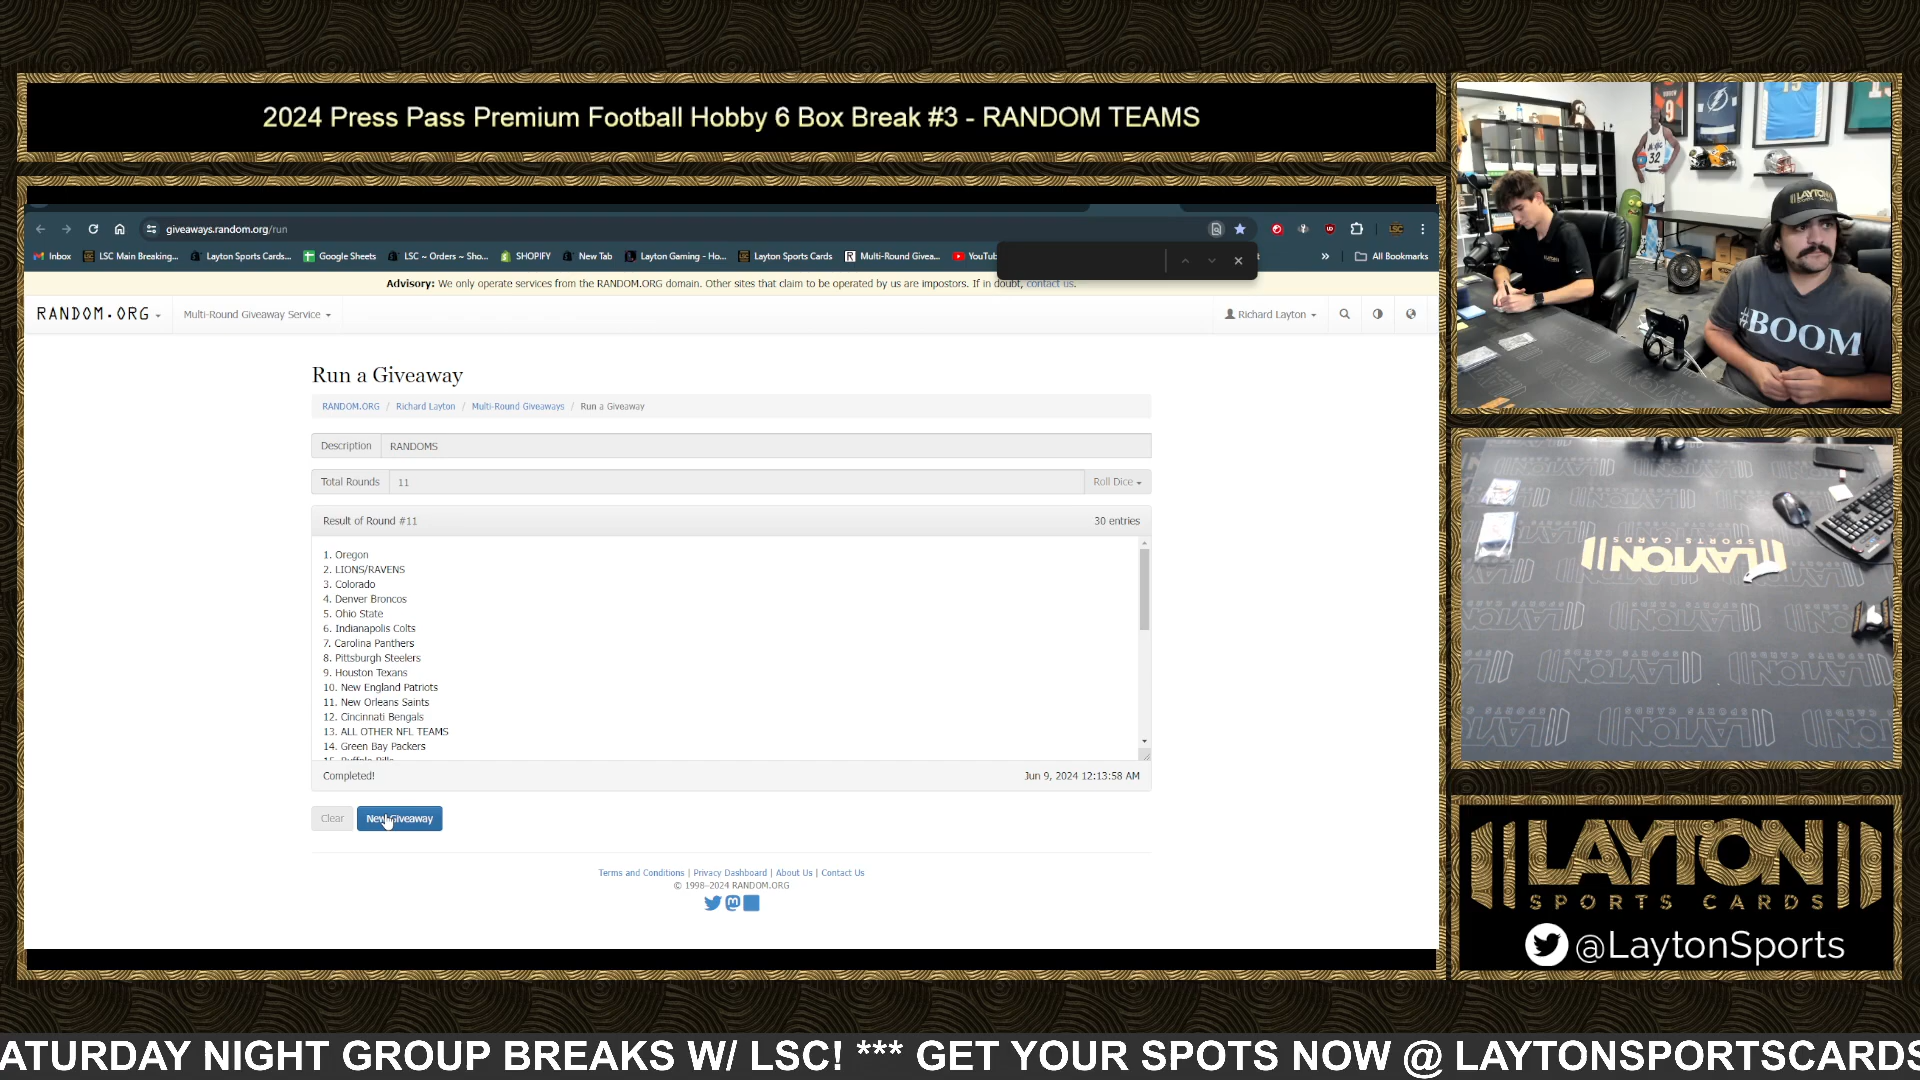 2024 Press Pass Premium Football Hobby 6 Box Break #3 - RANDOM TEAMS
giveaways.random.org/run
Inbox LSC Main Breaking... Layton Sports Cards... Google Sheets LSC ~ Orders ~ Sho... SHOPIFY New Tab Layton Gaming - Ho... Layton Sports Cards Multi-Round Givea... YouTub » All Bookmarks
Advisory: We only operate services from the RANDOM.ORG domain. Other sites that claim to be operated by us are impostors. If in doubt, contact us.
RANDOM.ORG Multi-Round Giveaway Service Richard Layton
Run a Giveaway
RANDOM.ORG / Richard Layton / Multi-Round Giveaways / Run a Giveaway
Description RANDOMS
Total Rounds 11 Roll Dice
Result of Round #11 30 entries
1. Oregon
2. LIONS/RAVENS
3. Colorado
4. Denver Broncos
5. Ohio State
6. Indianapolis Colts
7. Carolina Panthers
8. Pittsburgh Steelers
9. Houston Texans
10. New England Patriots
11. New Orleans Saints
12. Cincinnati Bengals
13. ALL OTHER NFL TEAMS
14. Green Bay Packers
15. Buffalo Bills
Completed! Jun 9, 2024 12:13:58 AM
Clear New Giveaway
Terms and Conditions | Privacy Dashboard | About Us | Contact Us
© 1998–2024 RANDOM.ORG
32
LAYTON
#BOOM
LAYTON
SPORTS CARDS
LAYTON
SPORTS CARDS
@LaytonSports
ATURDAY NIGHT GROUP BREAKS W/ LSC! *** GET YOUR SPOTS NOW @ LAYTONSPORTSCARDS